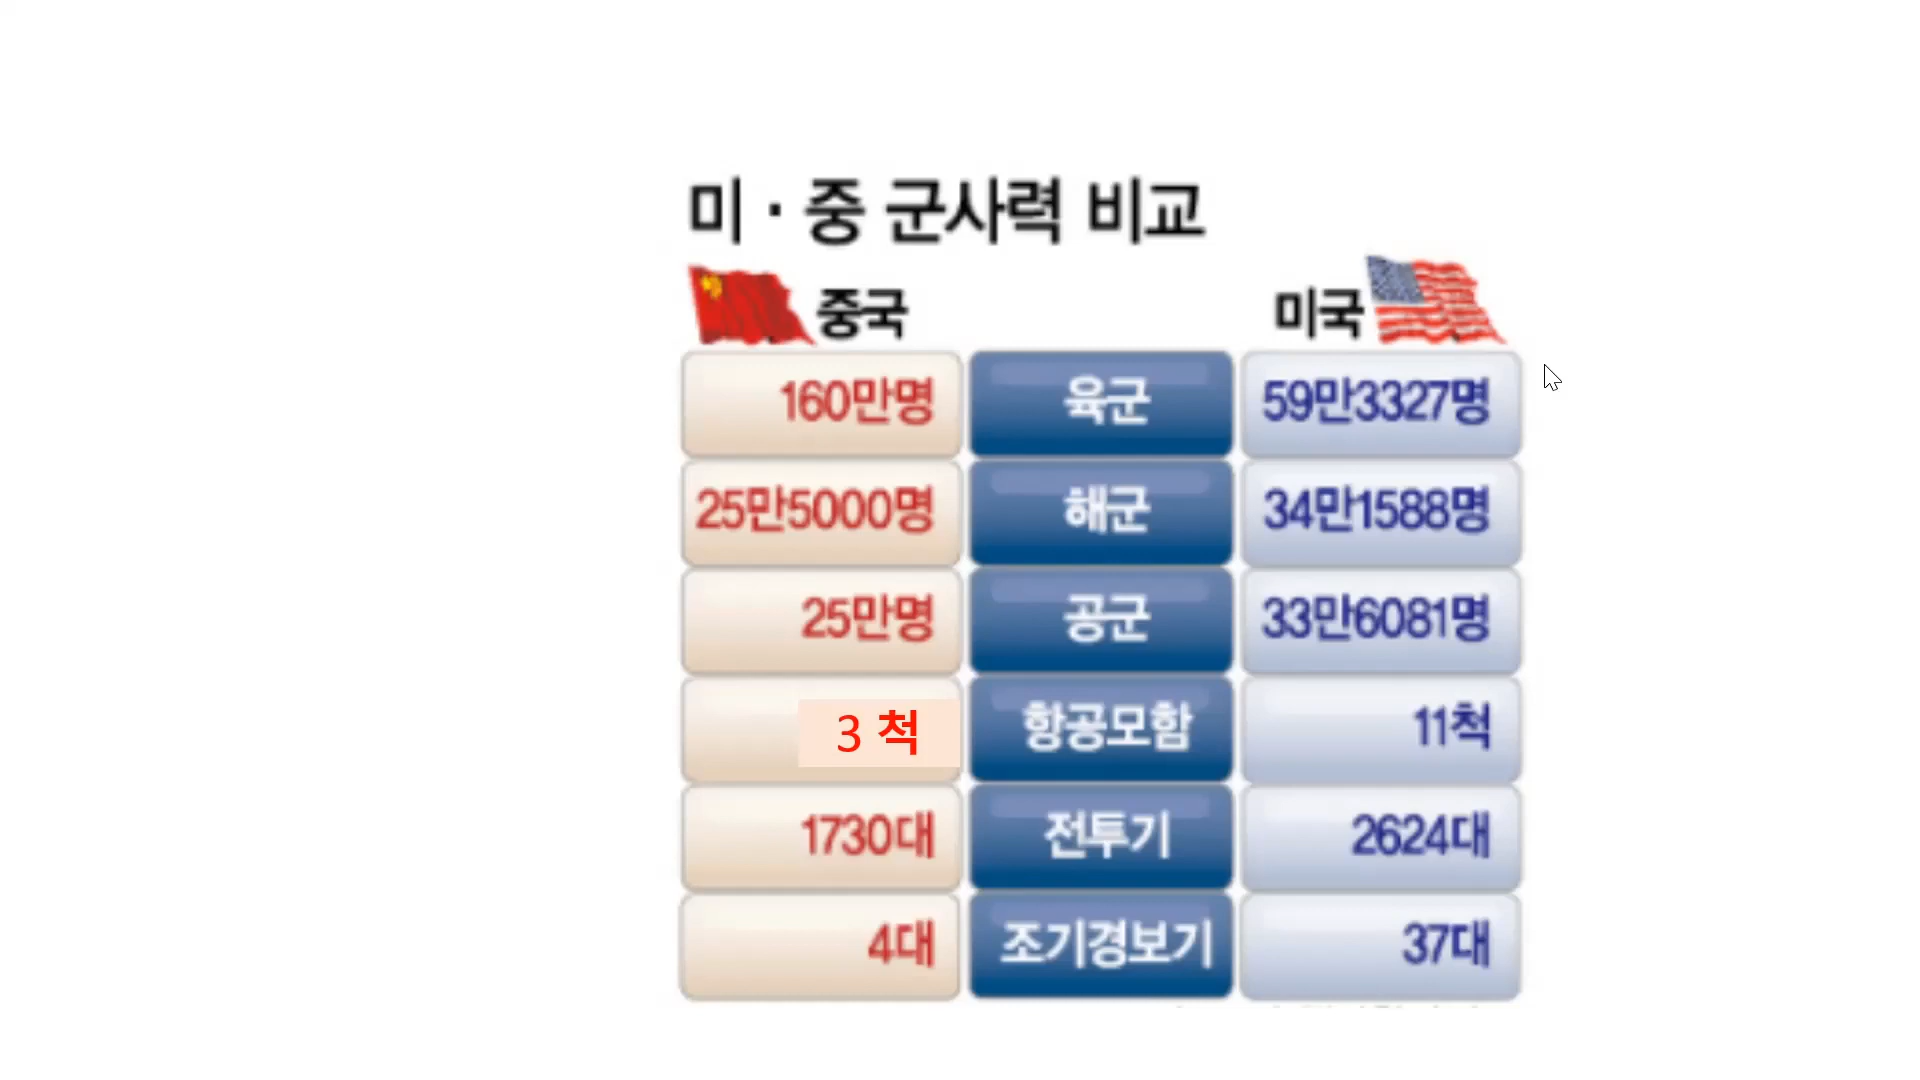 미 · 중 군사력 비교
중국 미국
160만명 육군 59만3327명
25만5000명 해군 34만1588명
25만명 공군 33만6081명
3 척 항공모함 11척
1730대 전투기 2624대
4대 조기경보기 37대